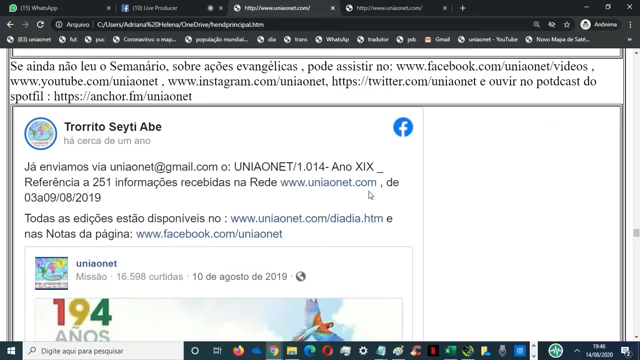 WhatsApp
(3) Live Producer
http://www.uniaonet.com/
http://www.uniaonet.com/
Arquivo | C:/Users/Adriana%20Helena/OneDrive/hendprincipal.htm
Anônima
(83) uniaonet
fut
puc
Coronavírus: o map...
população mundial
dia
trans
WhatsApp
tradutor
Covid
uniaonet - YouTube
Novo Mapa de Saté...
Se ainda não leu o Semanário, sobre ações evangélicas , pode assistir no: www.facebook.com/uniaonet/videos ,
www.youtube.com/uniaonet , www.instagram.com/uniaonet, https://twitter.com/uniaonet e ouvir no potdcast do
spotfil : https://anchor.fm/uniaonet
Trorrito Seyti Abe
há cerca de um ano
Já enviamos via uniaonet@gmail.com o: UNIAONET/1.014- Ano XIX _
Referência a 251 informações recebidas na Rede www.uniaonet.com , de
03a09/08/2019
Todas as edições estão disponíveis no : www.uniaonet.com/diadia.htm e
nas Notas da página: www.facebook.com/uniaonet
uniaonet
Missão · 16.598 curtidas · 10 de agosto de 2019 ·
194
ANOS
Digite aqui para pesquisar
19:46
14/08/2020